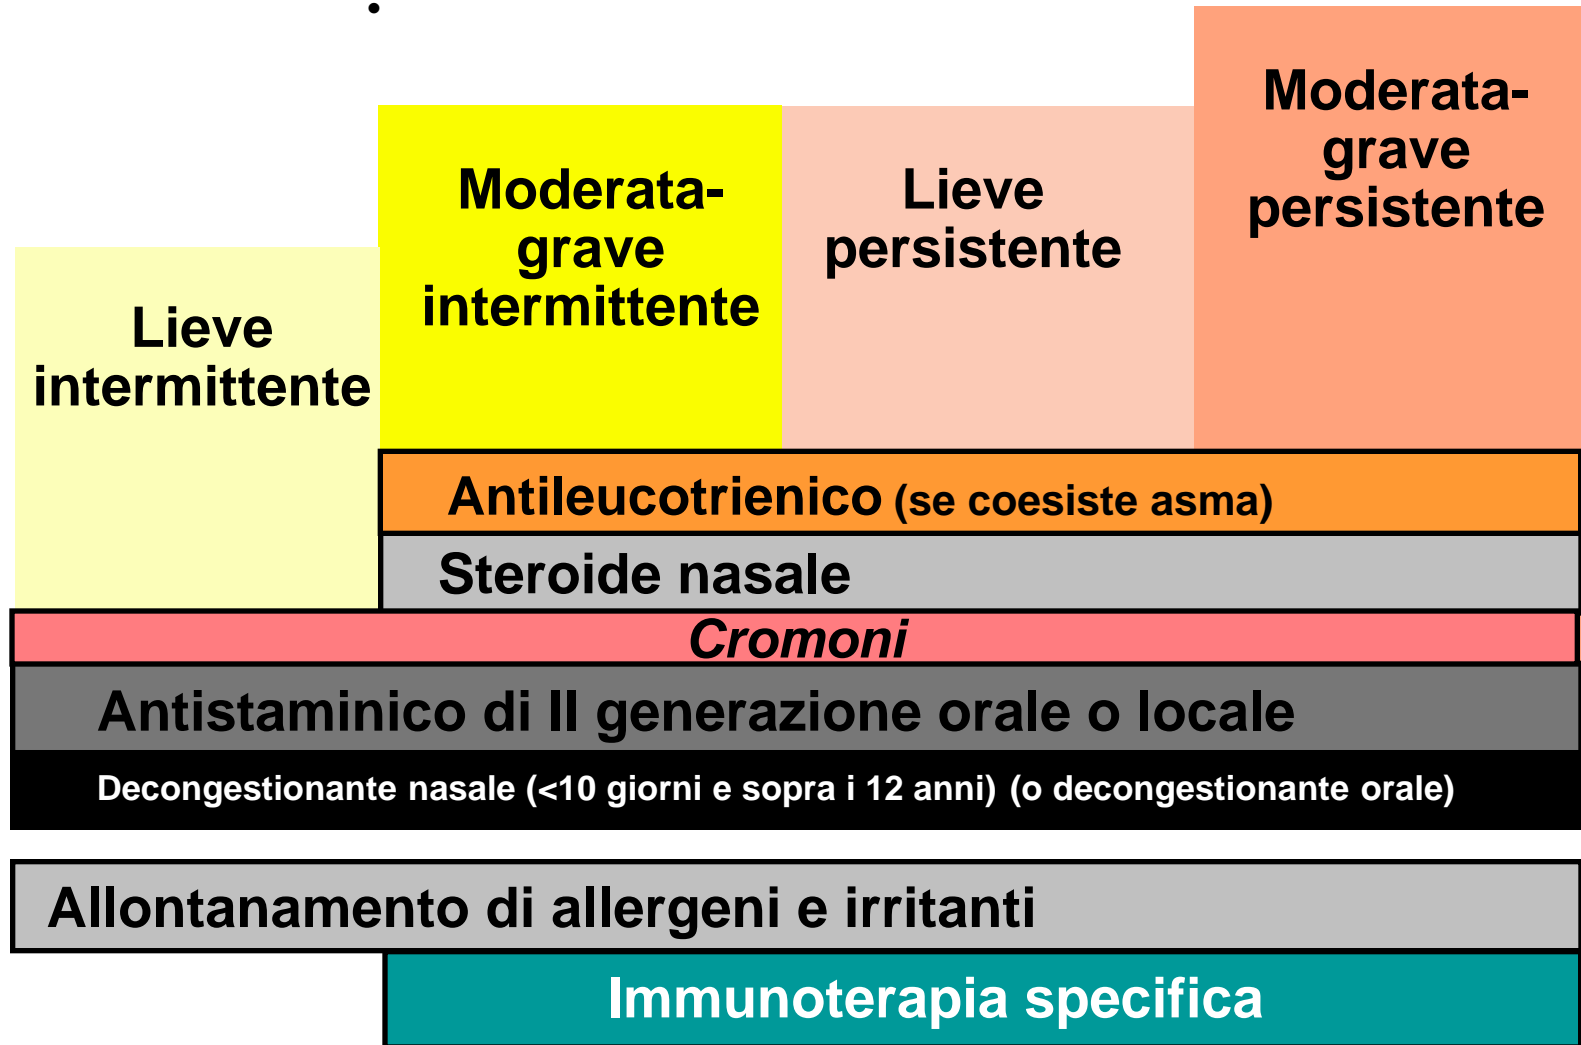 Lieve
intermittente
Moderata-
grave
intermittente
Lieve
persistente
Moderata-
grave
persistente
Antileucotrienico (se coesiste asma)
Steroide nasale
Cromoni
Antistaminico di II generazione orale o locale
Decongestionante nasale (<10 giorni e sopra i 12 anni) (o decongestionante orale)
Allontanamento di allergeni e irritanti
Immunoterapia specifica